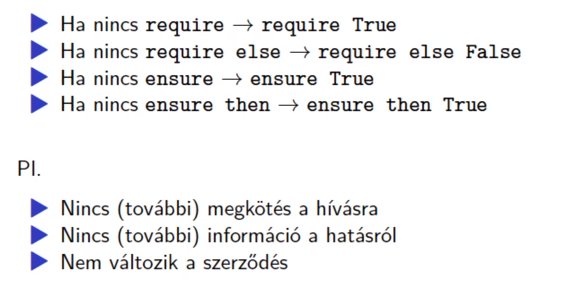 Ha nincs require → require True
Ha nincs require else → require else False
Ha nincs ensure → ensure True
Ha nincs ensure then → ensure then True
Pl.
Nincs (további) megkötés a hívásra
Nincs (további) információ a hatásról
Nem változik a szerződés